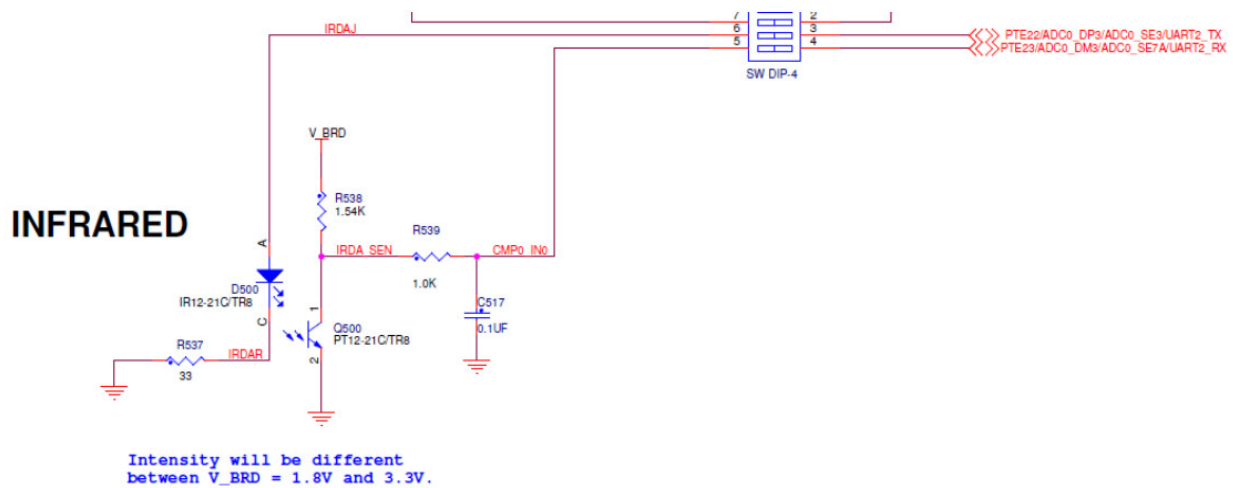 7
2
IRDAJ
6
3
PTE22/ADC0_DP3/ADC0_SE3/UART2_TX
5
4
PTE23/ADC0_DM3/ADC0_SE7A/UART2_RX
SW DIP-4
V_BRD
R538
1.54K
INFRARED
R539
A
IRDA_SEN
CMP0_IN0
1.0K
D500
IR12-21C/TR8
C517
1
C
Q500
0.1UF
PT12-21C/TR8
R537
IRDAR
2
33
Intensity will be different
between V_BRD = 1.8V and 3.3V.